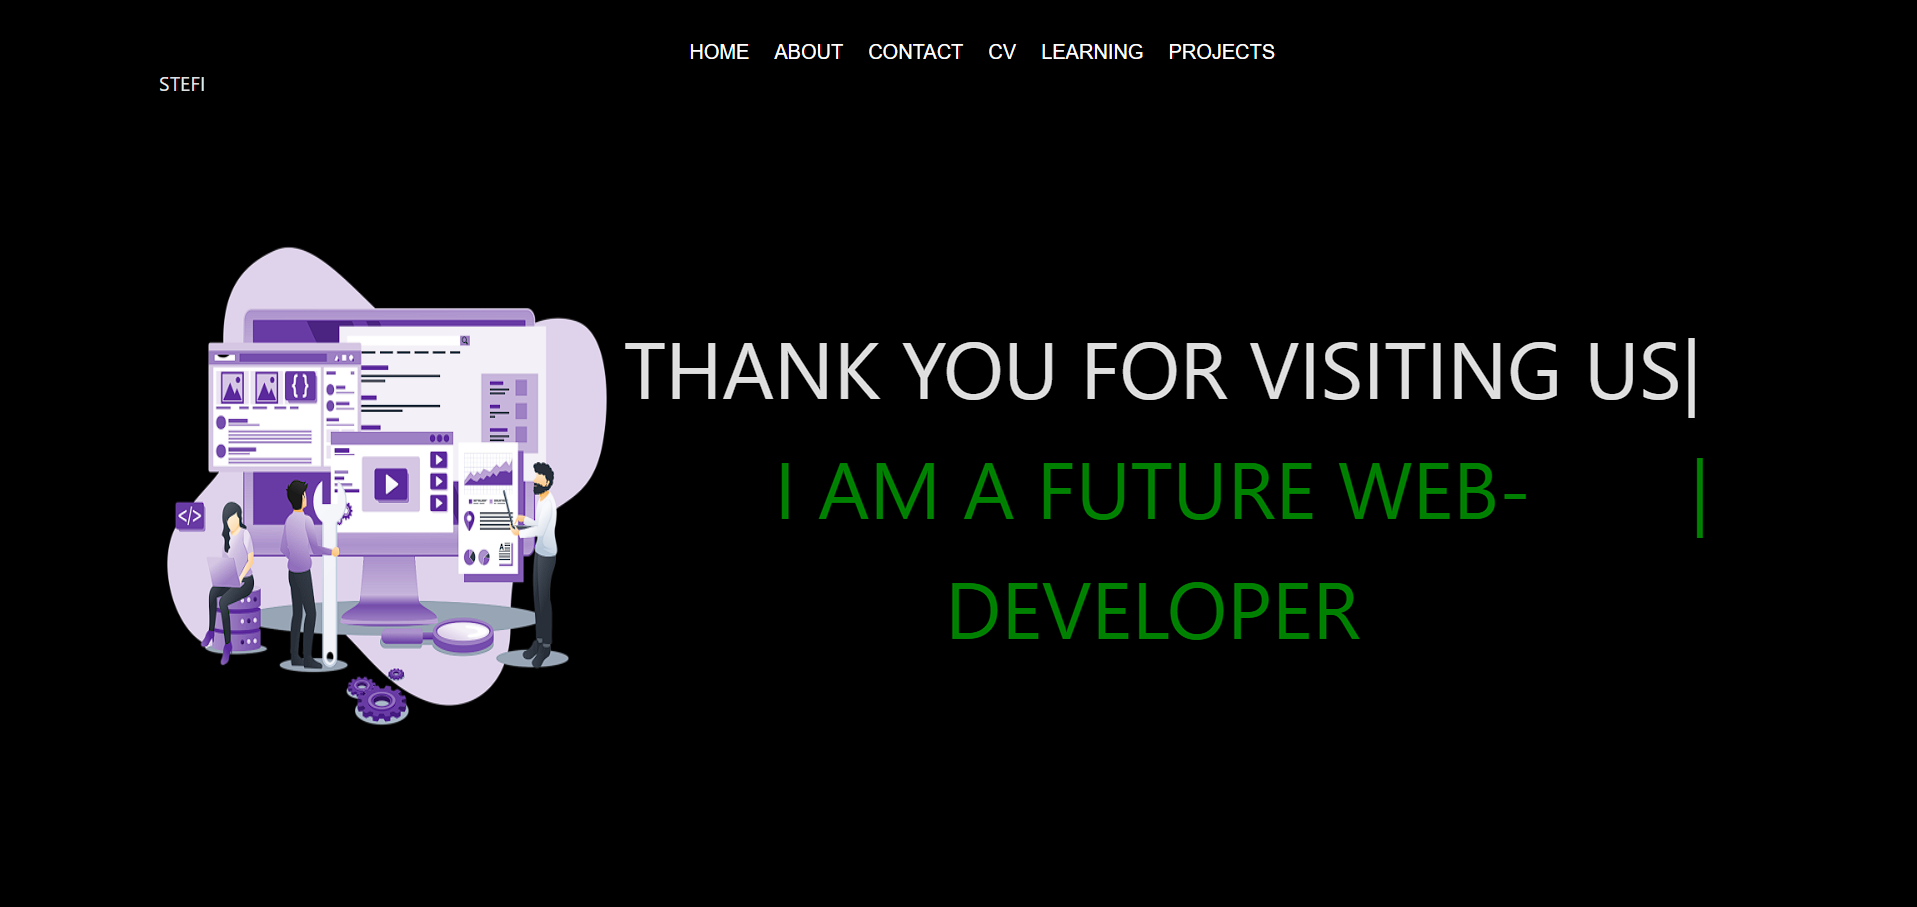 HOME ABOUT CONTACT CV LEARNING PROJECTS
STEFI
THANK YOU FOR VISITING US|
I AM A FUTURE WEB- |
DEVELOPER
{ }
</>